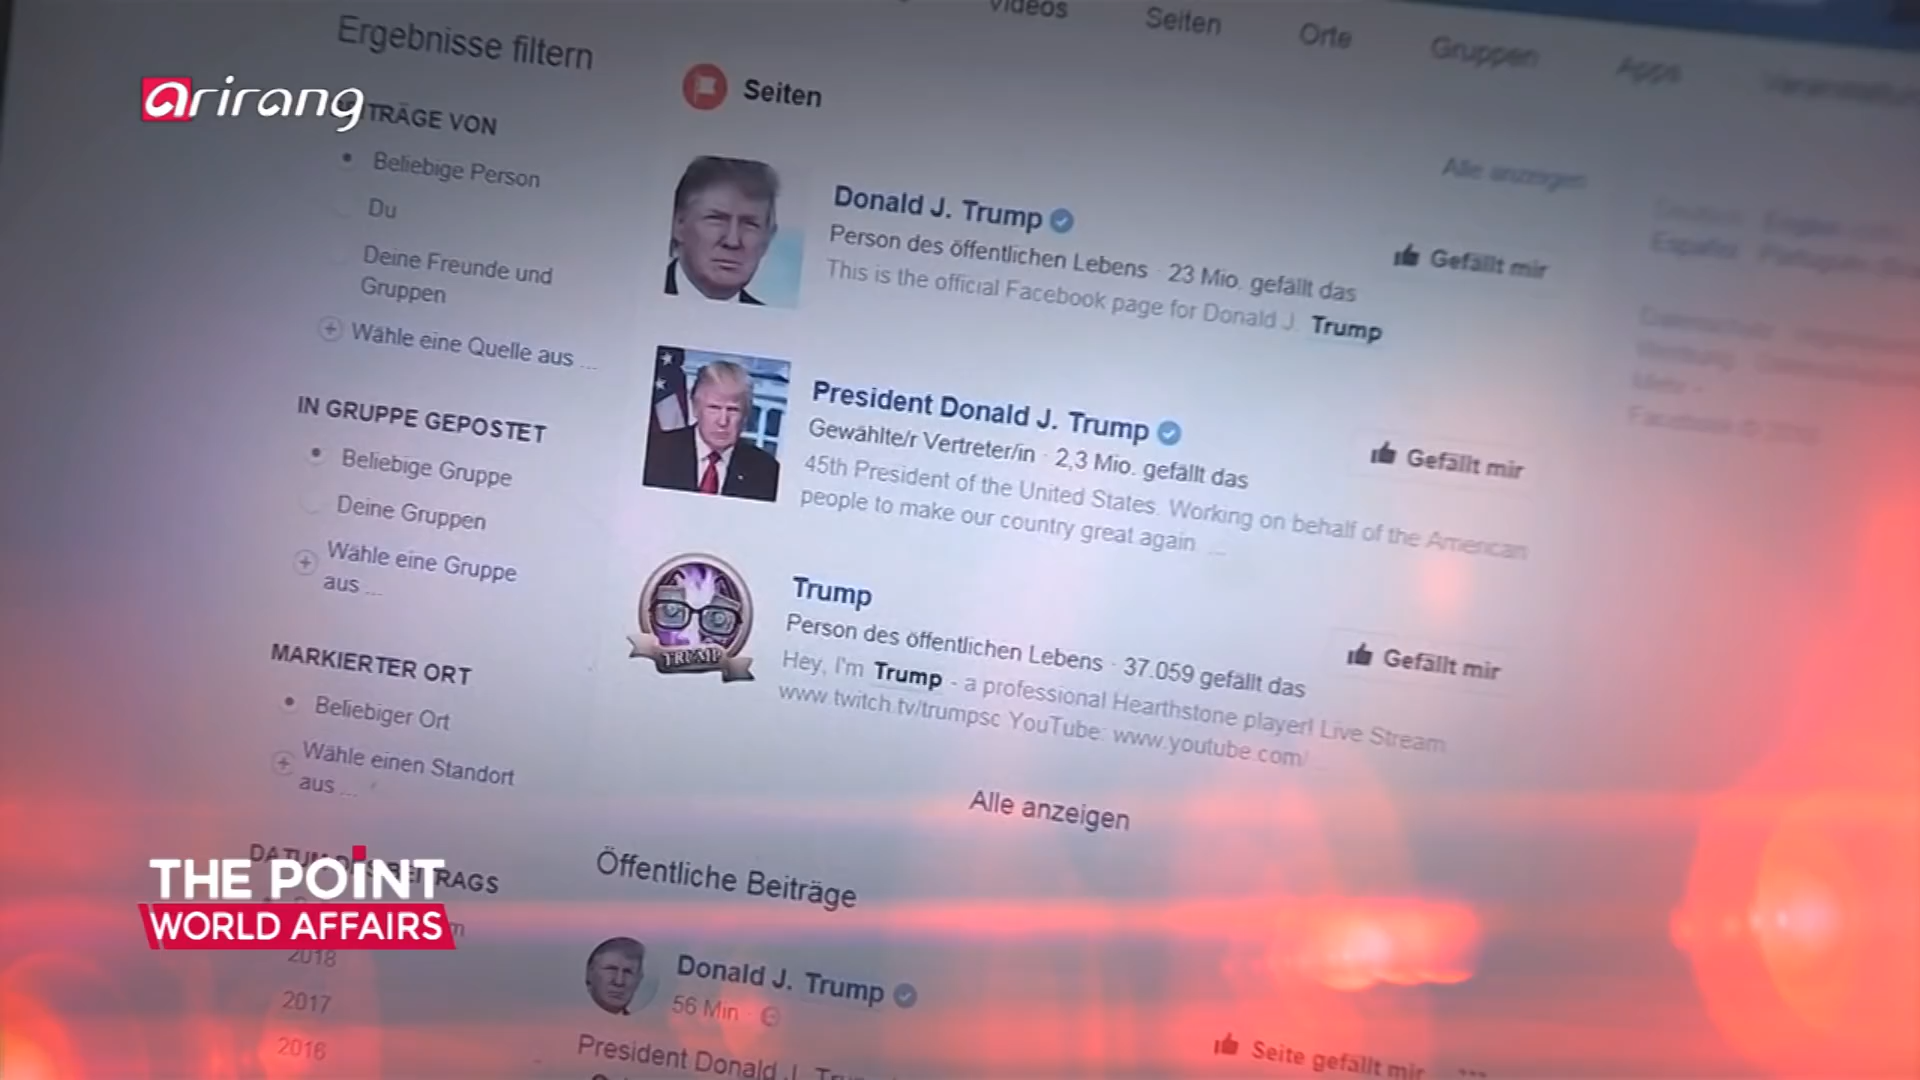 Videos Seiten Orte Gruppen Apps
Ergebnisse filtern
arirang
TRÄGE VON
Beliebige Person
Du
Deine Freunde und
Gruppen
Wähle eine Quelle aus ...
IN GRUPPE GEPOSTET
Beliebige Gruppe
Deine Gruppen
Wähle eine Gruppe
aus ...
MARKIERTER ORT
Beliebiger Ort
Wähle einen Standort
aus ...
THE POINT
WORLD AFFAIRS
2018
2017
2016
Seiten
Alle anzeigen
Donald J. Trump
Person des öffentlichen Lebens · 23 Mio. gefällt das
This is the official Facebook page for Donald J. Trump
Gefällt mir
President Donald J. Trump
Gewählte/r Vertreter/in · 2,3 Mio. gefällt das
45th President of the United States. Working on behalf of the American
people to make our country great again ...
Gefällt mir
TRUMP
Trump
Person des öffentlichen Lebens · 37.059 gefällt das
Hey, I'm Trump - a professional Hearthstone player! Live Stream
www.twitch.tv/trumpsc YouTube: www.youtube.com/
Gefällt mir
Alle anzeigen
Öffentliche Beiträge
Donald J. Trump
56 Min ·
President Donald J.
Seite gefällt mir ...